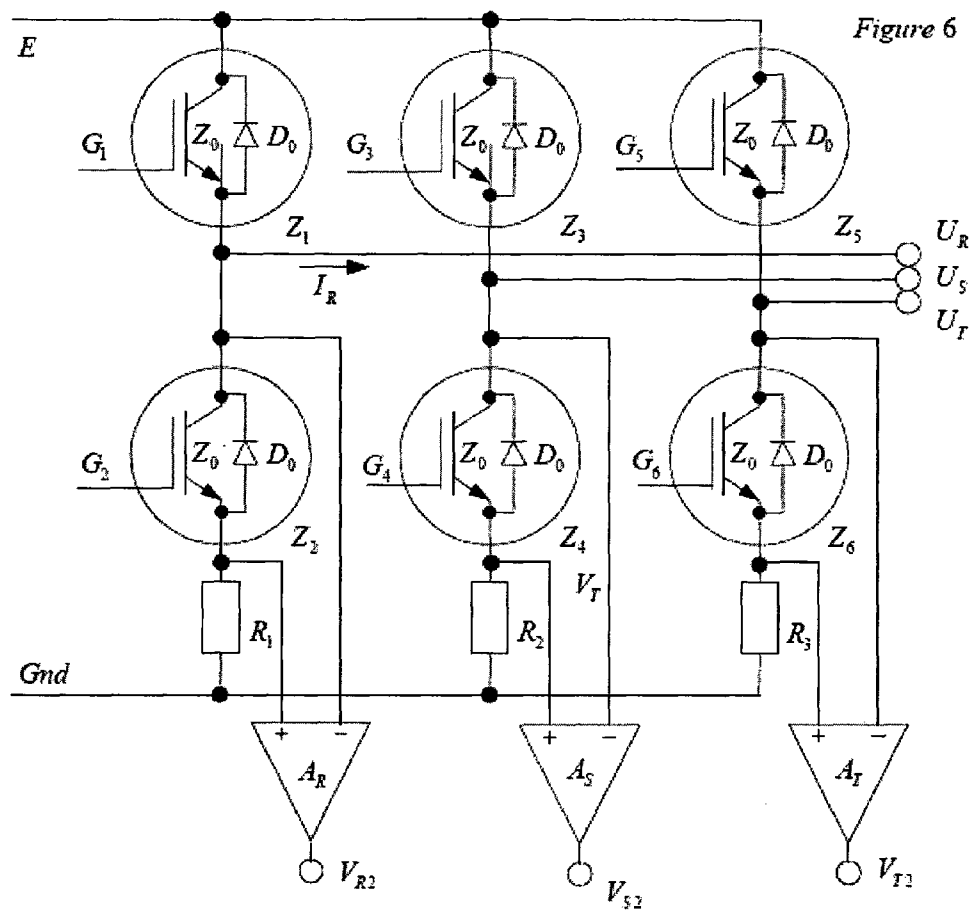 Figure 6
E
G1 Z0 D0 G3 Z0 D0 G5 Z0 D0
Z1 Z3 Z5 UR
IR US
UT
G2 Z0 D0 G4 Z0 D0 G6 Z0 D0
Z2 Z4 Z6
VT
R1 R2 R3
Gnd
+ − + − + −
AR AS AT
VR2 VS2 VT2